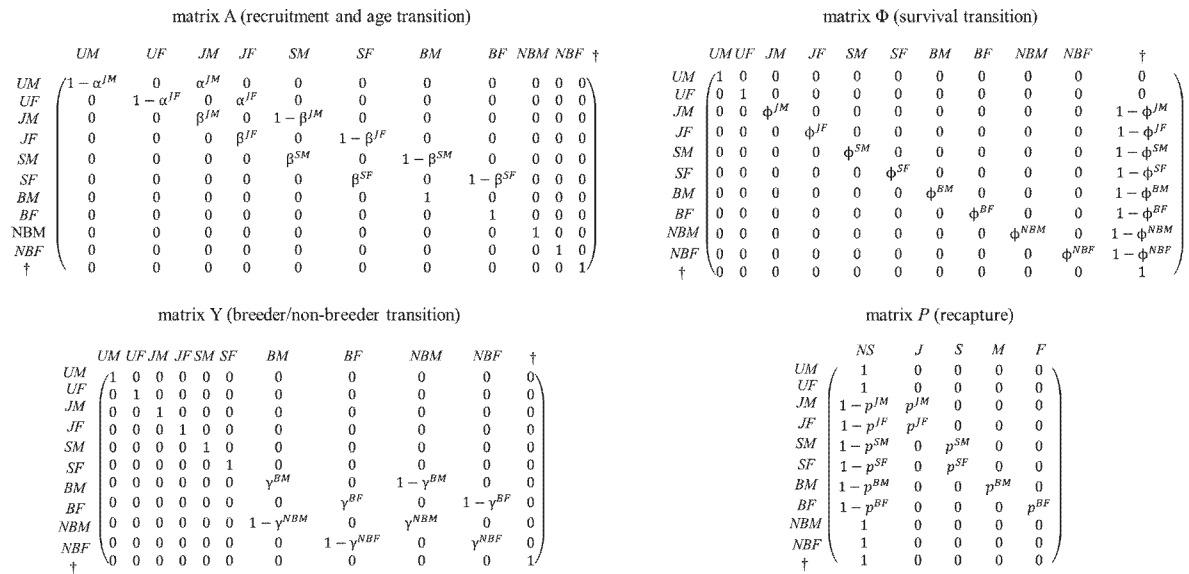 matrix A (recruitment and age transition)
UM UF JM JF SM SF BM BF NBM NBF †
UM 1 − α^JM 0 α^JM 0 0 0 0 0 0 0 0
UF 0 1 − α^JF 0 α^JF 0 0 0 0 0 0 0
JM 0 0 β^JM 0 1 − β^JM 0 0 0 0 0 0
JF 0 0 0 β^JF 0 1 − β^JF 0 0 0 0 0
SM 0 0 0 0 β^SM 0 1 − β^SM 0 0 0 0
SF 0 0 0 0 0 β^SF 0 1 − β^SF 0 0 0
BM 0 0 0 0 0 0 1 0 0 0 0
BF 0 0 0 0 0 0 0 1 0 0 0
NBM 0 0 0 0 0 0 0 0 1 0 0
NBF 0 0 0 0 0 0 0 0 0 1 0
† 0 0 0 0 0 0 0 0 0 0 1
matrix Φ (survival transition)
UM UF JM JF SM SF BM BF NBM NBF †
UM 1 0 0 0 0 0 0 0 0 0 0
UF 0 1 0 0 0 0 0 0 0 0 0
JM 0 0 ϕ^JM 0 0 0 0 0 0 0 1 − ϕ^JM
JF 0 0 0 ϕ^JF 0 0 0 0 0 0 1 − ϕ^JF
SM 0 0 0 0 ϕ^SM 0 0 0 0 0 1 − ϕ^SM
SF 0 0 0 0 0 ϕ^SF 0 0 0 0 1 − ϕ^SF
BM 0 0 0 0 0 0 ϕ^BM 0 0 0 1 − ϕ^BM
BF 0 0 0 0 0 0 0 ϕ^BF 0 0 1 − ϕ^BF
NBM 0 0 0 0 0 0 0 0 ϕ^NBM 0 1 − ϕ^NBM
NBF 0 0 0 0 0 0 0 0 0 ϕ^NBF 1 − ϕ^NBF
† 0 0 0 0 0 0 0 0 0 0 1
matrix Υ (breeder/non-breeder transition)
UM UF JM JF SM SF BM BF NBM NBF †
UM 1 0 0 0 0 0 0 0 0 0 0
UF 0 1 0 0 0 0 0 0 0 0 0
JM 0 0 1 0 0 0 0 0 0 0 0
JF 0 0 0 1 0 0 0 0 0 0 0
SM 0 0 0 0 1 0 0 0 0 0 0
SF 0 0 0 0 0 1 0 0 0 0 0
BM 0 0 0 0 0 0 γ^BM 0 1 − γ^BM 0 0
BF 0 0 0 0 0 0 0 γ^BF 0 1 − γ^BF 0
NBM 0 0 0 0 0 0 1 − γ^NBM 0 γ^NBM 0 0
NBF 0 0 0 0 0 0 0 1 − γ^NBF 0 γ^NBF 0
† 0 0 0 0 0 0 0 0 0 0 1
matrix P (recapture)
NS J S M F
UM 1 0 0 0 0
UF 1 0 0 0 0
JM 1 − p^JM p^JM 0 0 0
JF 1 − p^JF p^JF 0 0 0
SM 1 − p^SM 0 p^SM 0 0
SF 1 − p^SF 0 p^SF 0 0
BM 1 − p^BM 0 0 p^BM 0
BF 1 − p^BF 0 0 0 p^BF
NBM 1 0 0 0 0
NBF 1 0 0 0 0
† 1 0 0 0 0